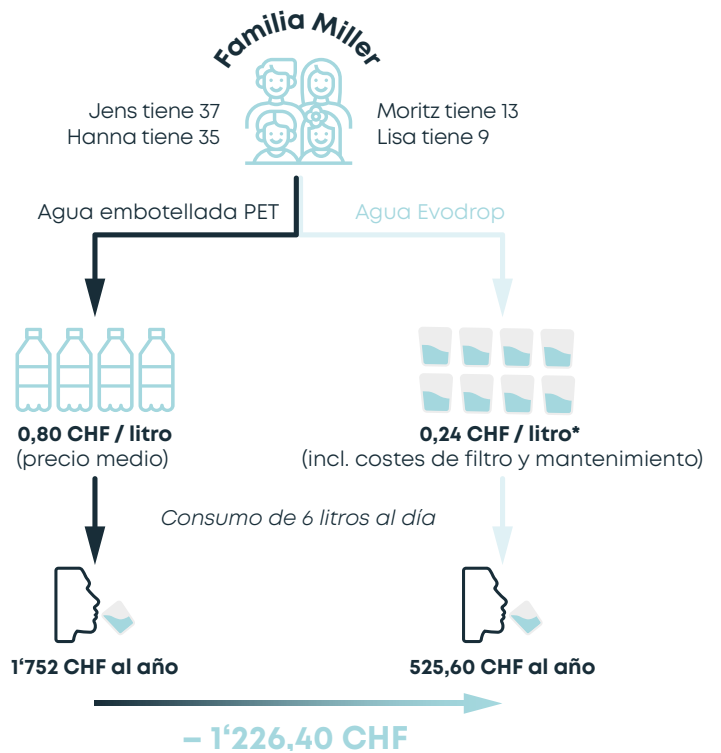 Familia Miller
Jens tiene 37
Hanna tiene 35
Moritz tiene 13
Lisa tiene 9
Agua embotellada PET
Agua Evodrop
0,80 CHF / litro
(precio medio)
0,24 CHF / litro*
(incl. costes de filtro y mantenimiento)
Consumo de 6 litros al día
1‘752 CHF al año
525,60 CHF al año
– 1‘226,40 CHF